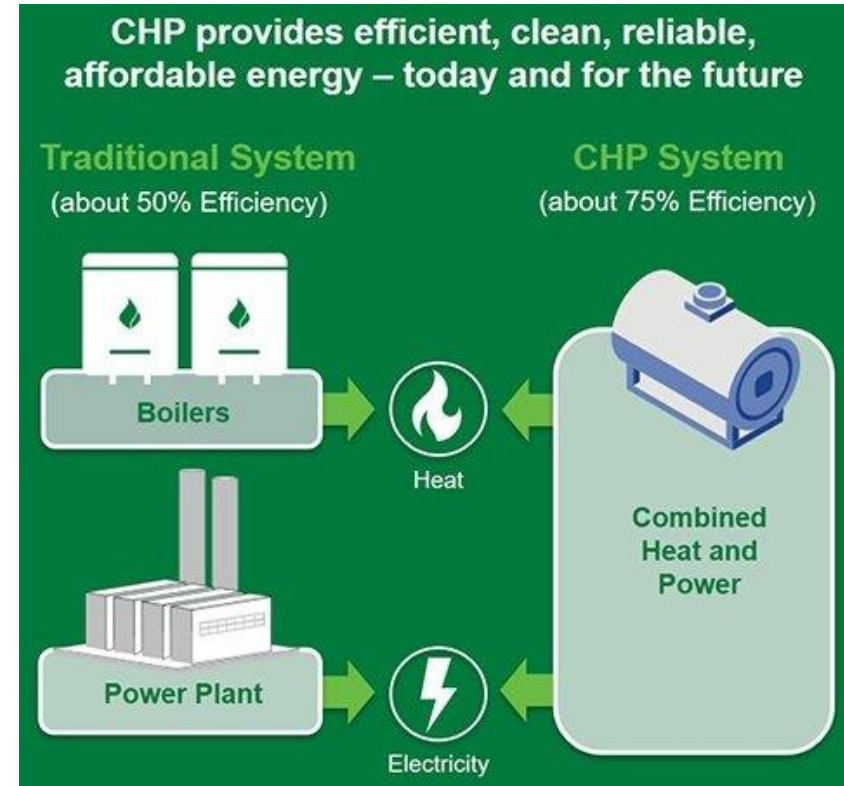 CHP provides efficient, clean, reliable,
affordable energy – today and for the future
Traditional System
(about 50% Efficiency)
CHP System
(about 75% Efficiency)
Boilers
Heat
Combined
Heat and
Power
Power Plant
Electricity